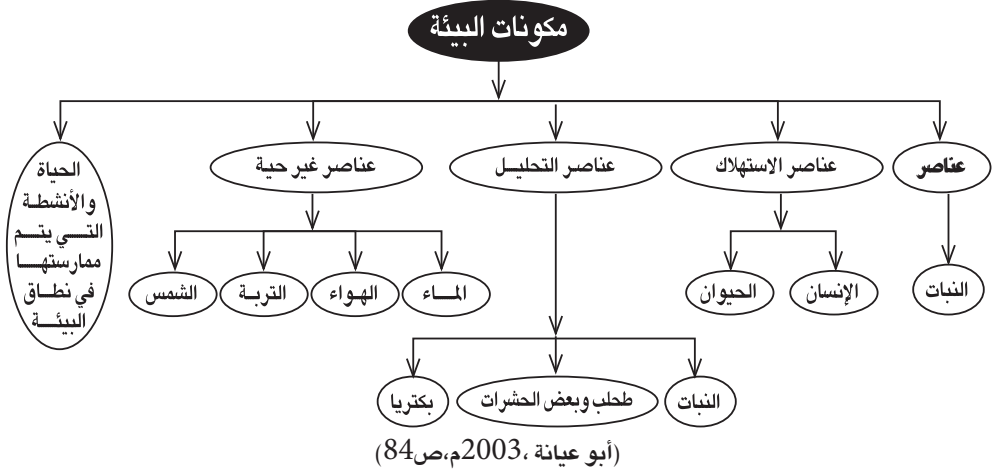 مكونات البيئة
عناصر
عناصر الاستهلاك
عناصر التحليل
عناصر غير حية
الحياة
والأنشطة
التي يتم
ممارستها
في نطاق
البيئة
النبات
الإنسان
الحيوان
الماء
الهواء
التربة
الشمس
النبات
طحلب وبعض الحشرات
بكتريا
(أبو عيانة ،2003م،ص84)